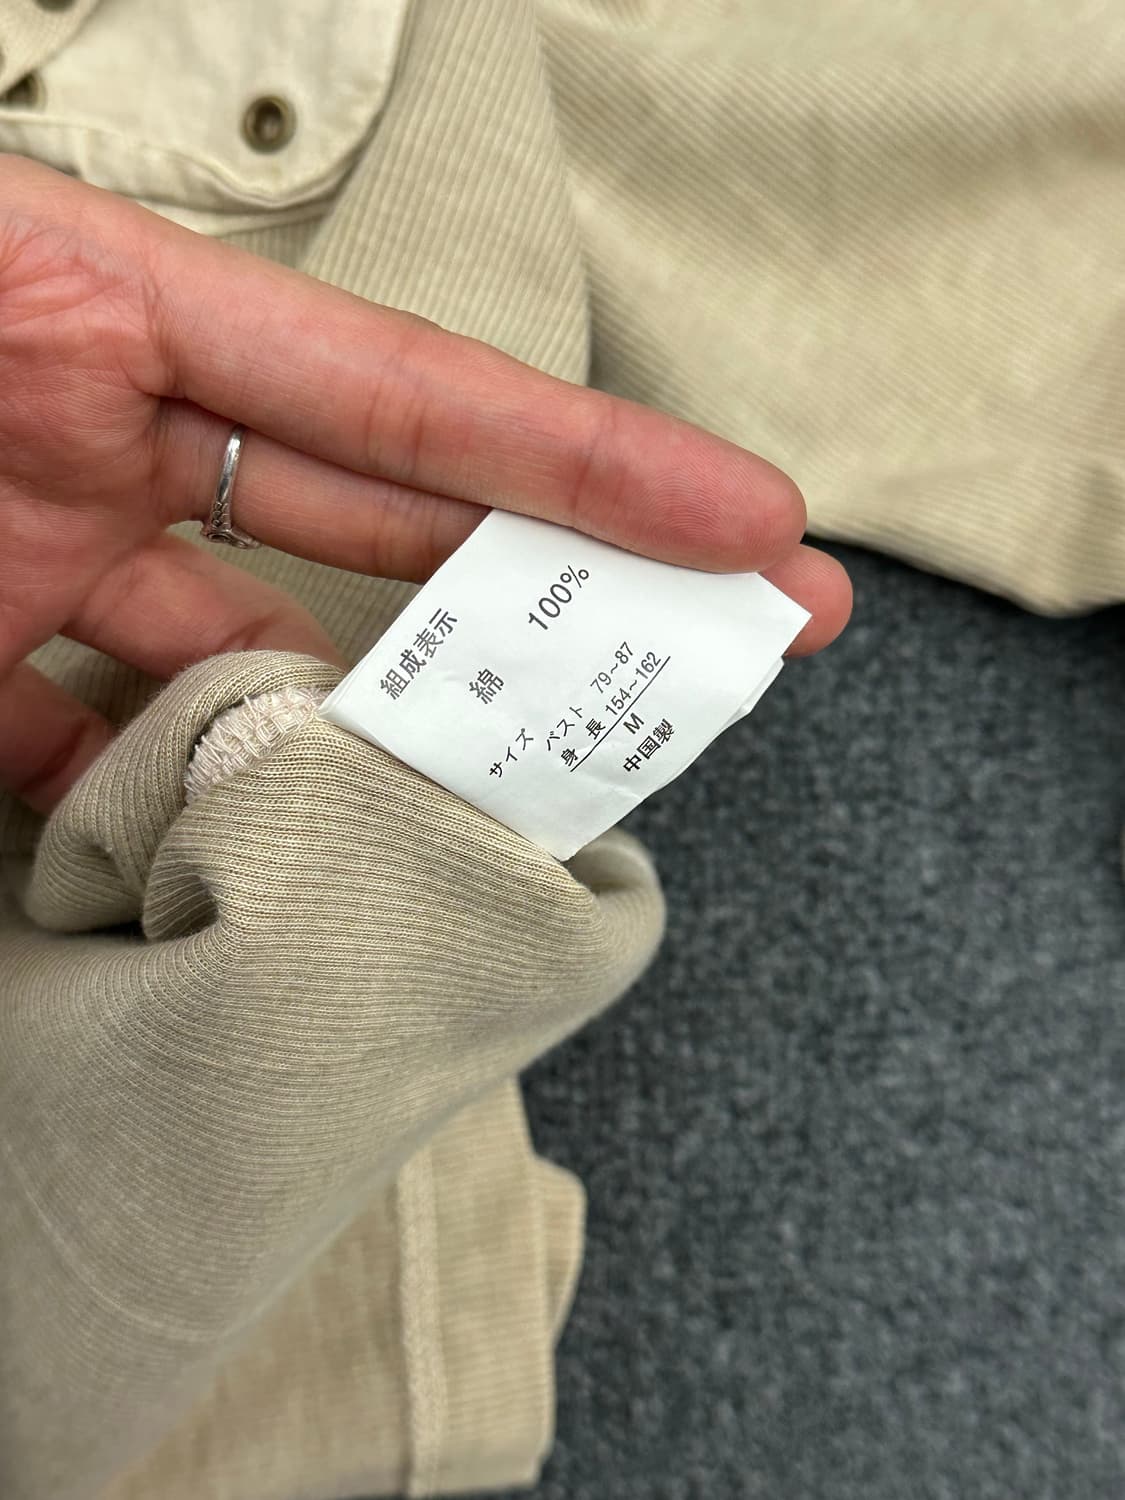 組成表示
綿 100%
サイズ
バスト 79~87
身 長 154~162
M
中国製